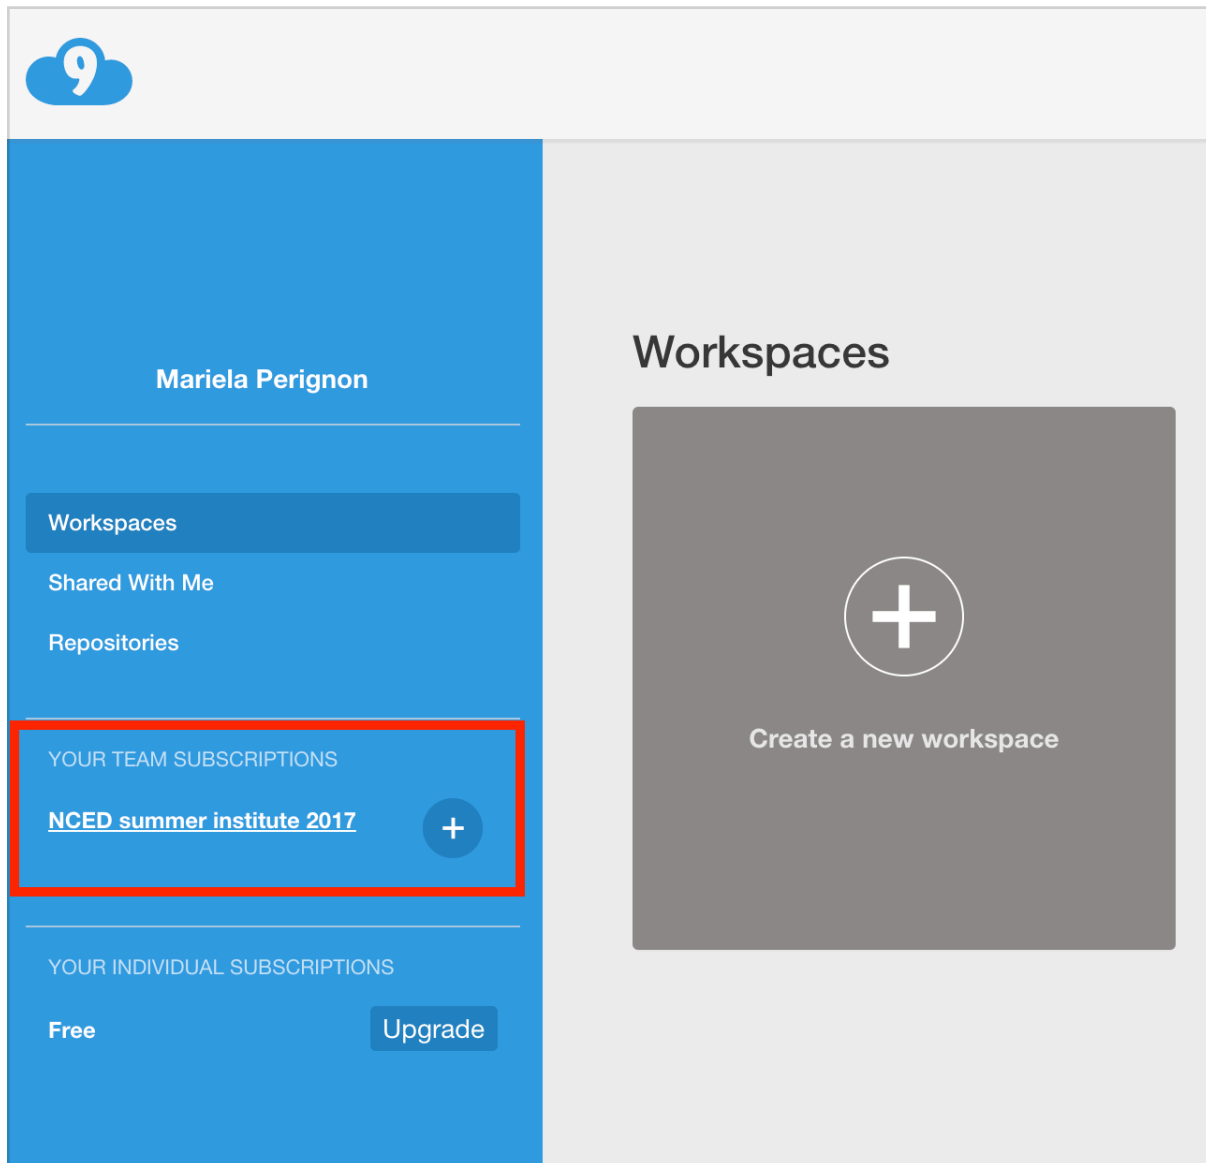 9
Mariela Perignon
Workspaces
Shared With Me
Repositories
YOUR TEAM SUBSCRIPTIONS
NCED summer institute 2017
+
YOUR INDIVIDUAL SUBSCRIPTIONS
Free
Upgrade
Workspaces
+
Create a new workspace